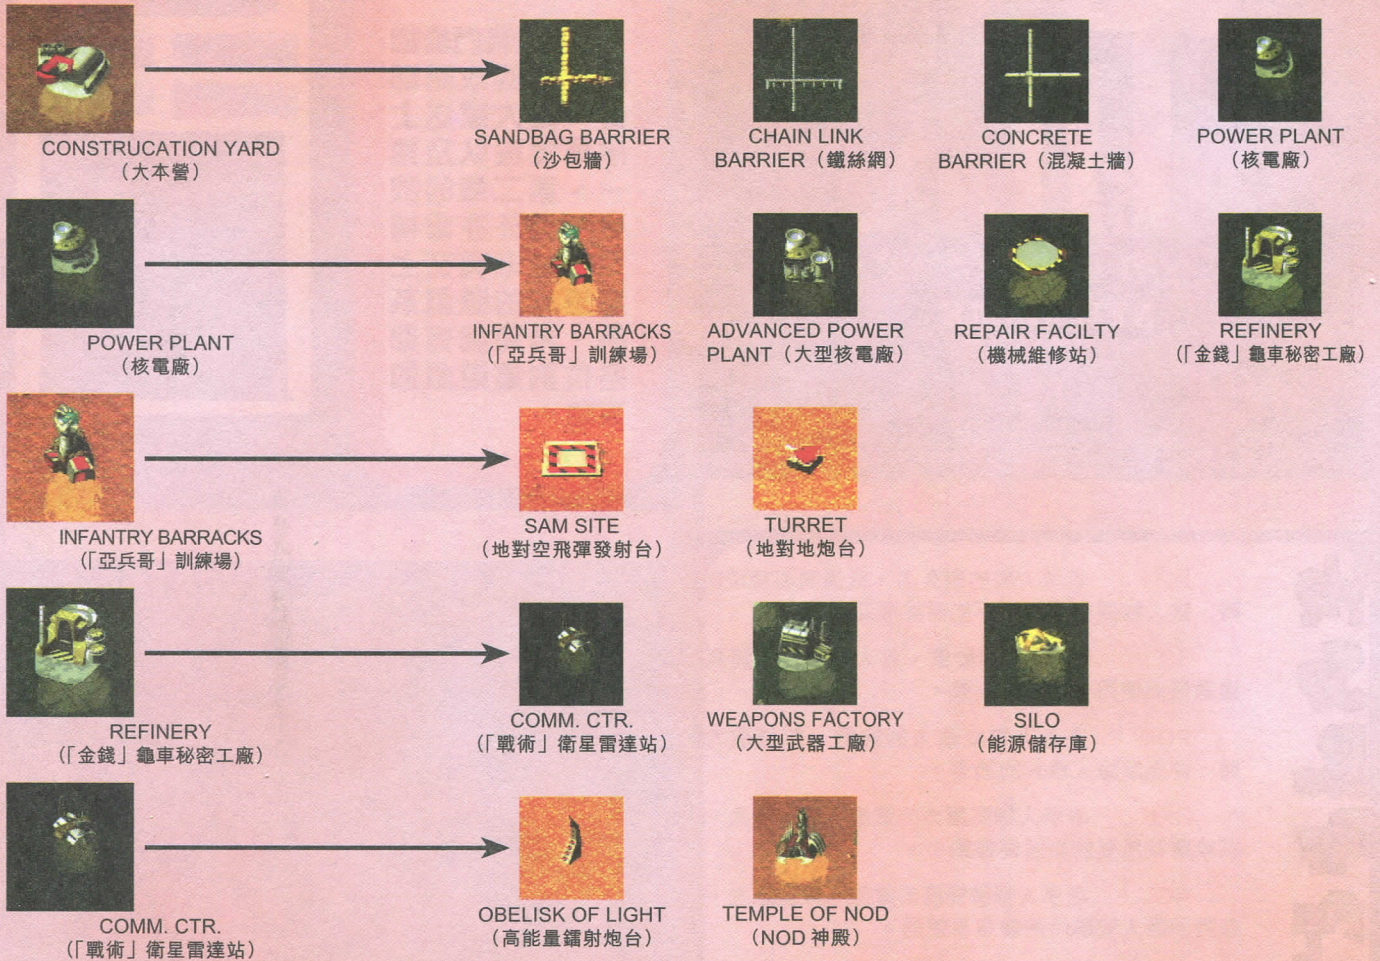 CONSTRUCATION YARD
（大本營）
SANDBAG BARRIER
（沙包牆）
CHAIN LINK
BARRIER（鐵絲網）
CONCRETE
BARRIER（混凝土牆）
POWER PLANT
（核電廠）
POWER PLANT
（核電廠）
INFANTRY BARRACKS
（「亞兵哥」訓練場）
ADVANCED POWER
PLANT（大型核電廠）
REPAIR FACILTY
（機械維修站）
REFINERY
（「金錢」龜車秘密工廠）
INFANTRY BARRACKS
（「亞兵哥」訓練場）
SAM SITE
（地對空飛彈發射台）
TURRET
（地對地炮台）
REFINERY
（「金錢」龜車秘密工廠）
COMM. CTR.
（「戰術」衛星雷達站）
WEAPONS FACTORY
（大型武器工廠）
SILO
（能源儲存庫）
COMM. CTR.
（「戰術」衛星雷達站）
OBELISK OF LIGHT
（高能量鐳射炮台）
TEMPLE OF NOD
（NOD 神殿）